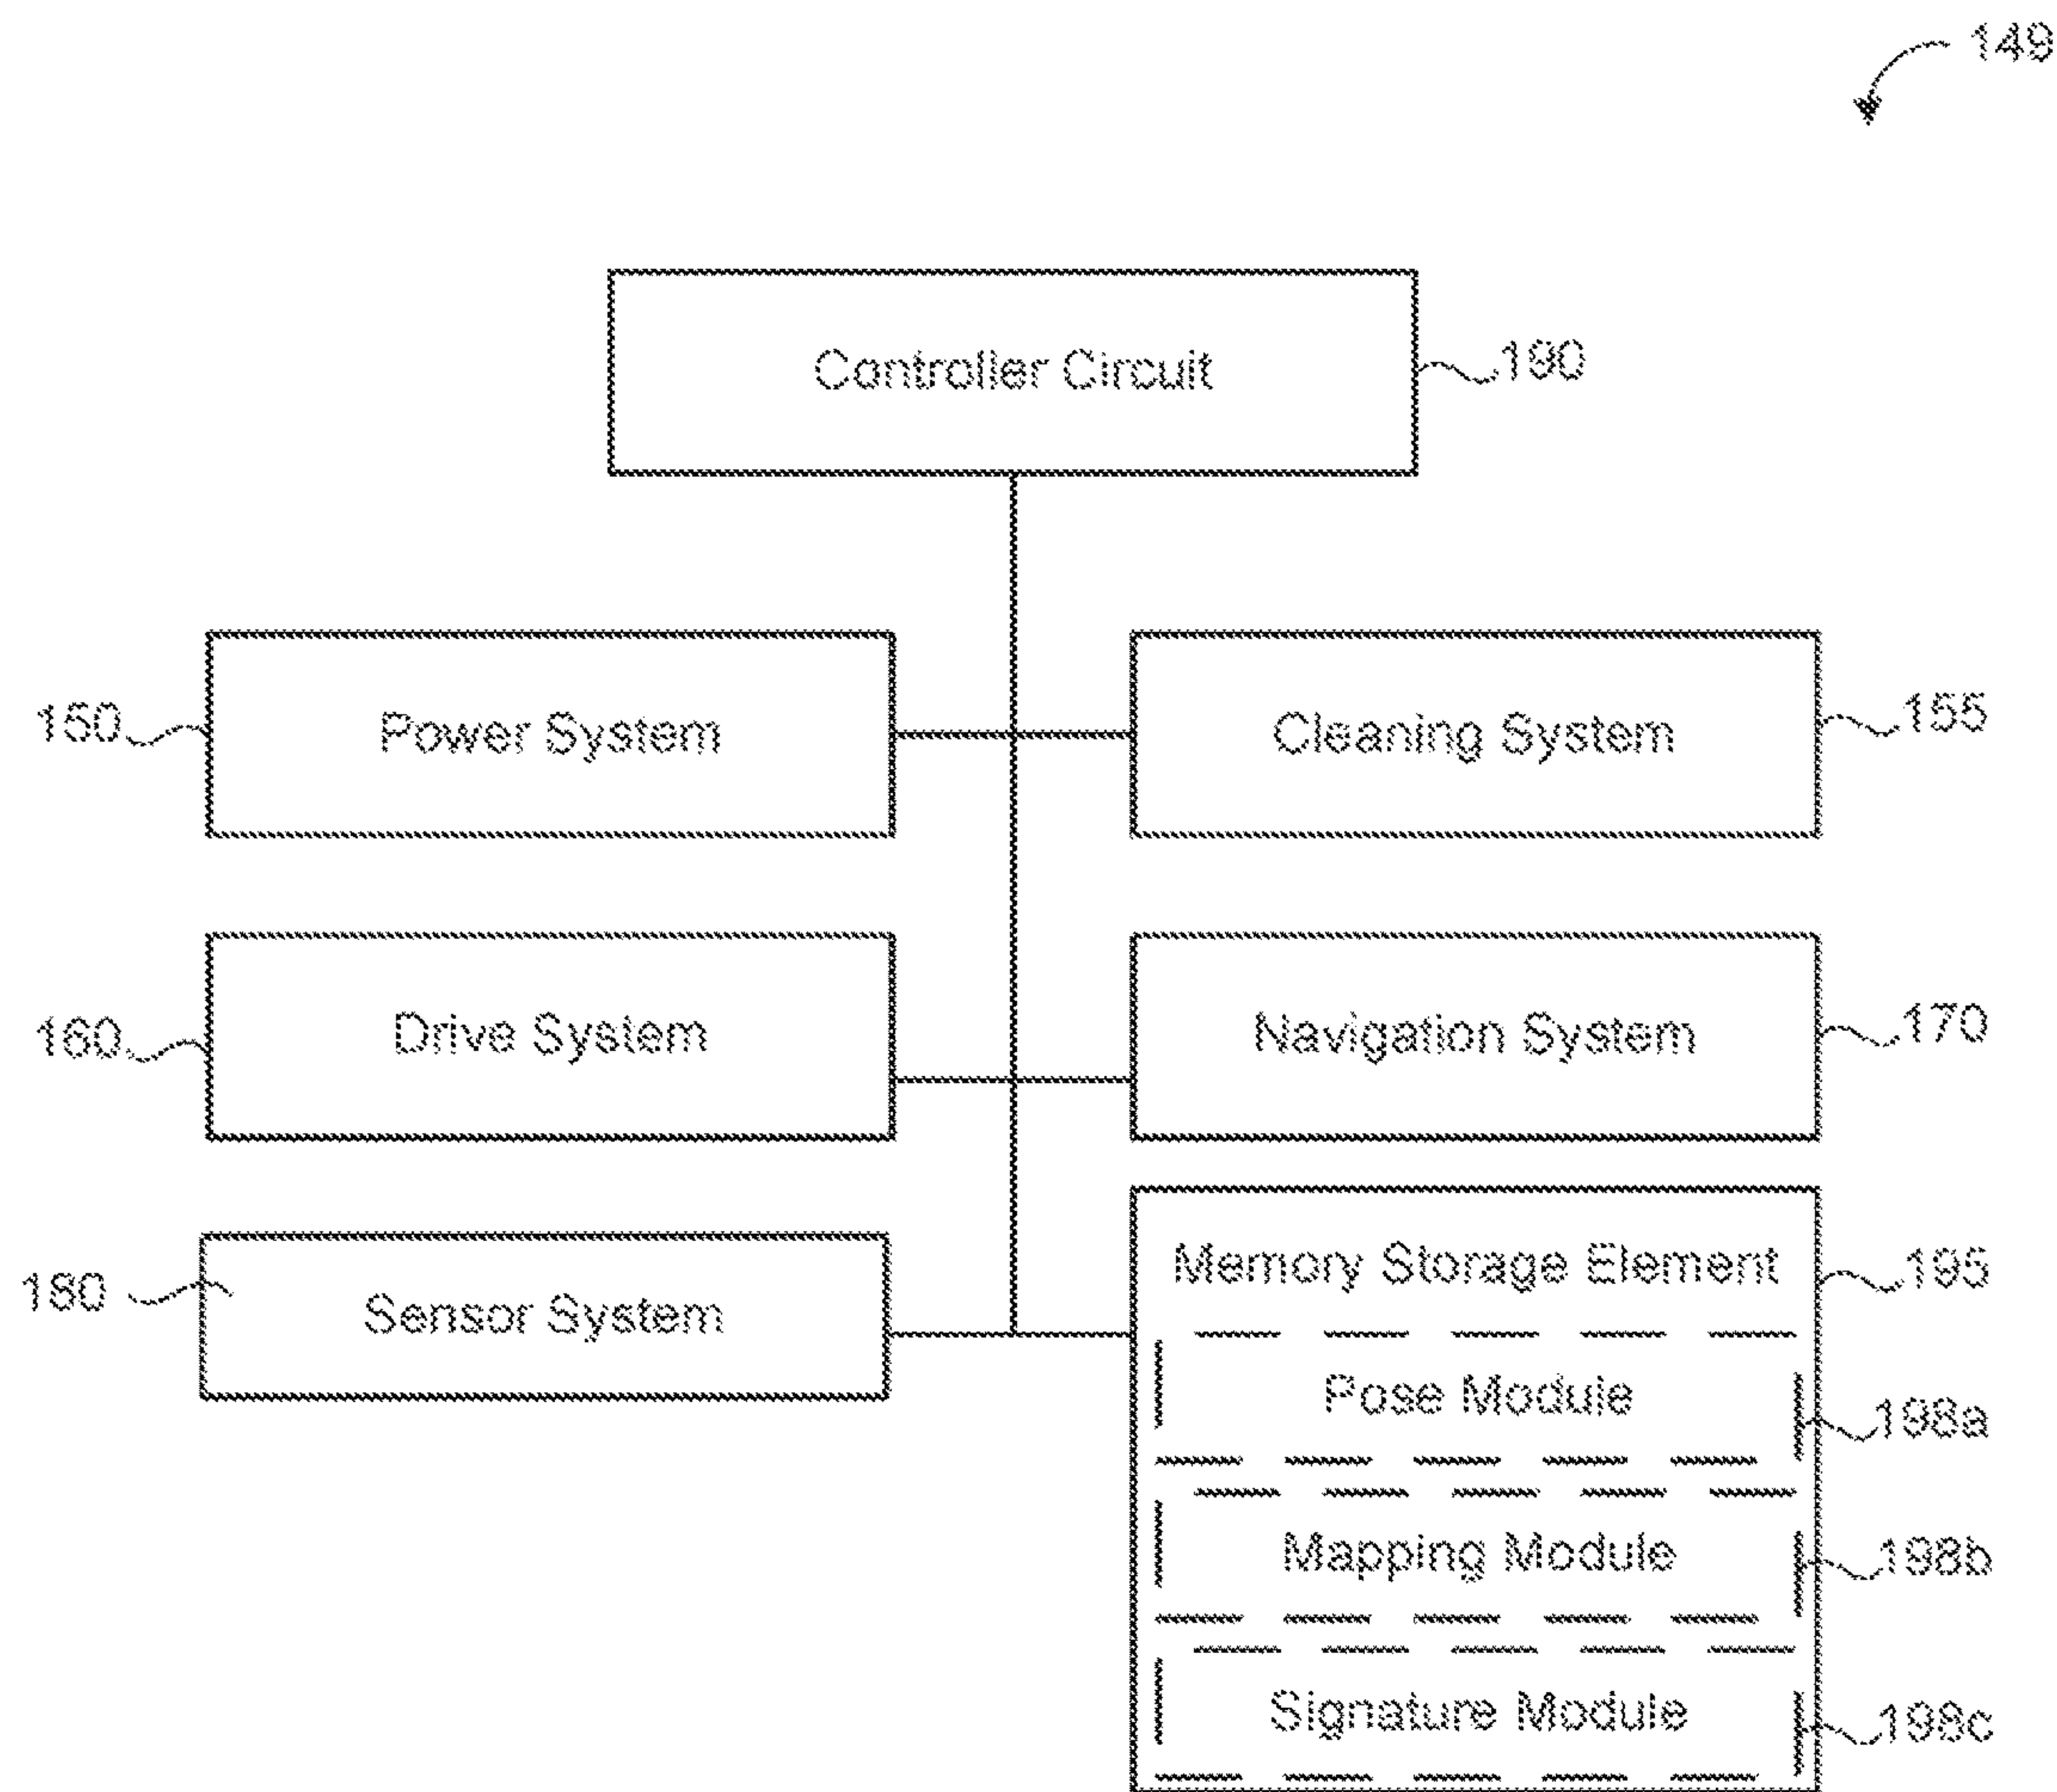 149
Controller Circuit
190
150
Power System
Cleaning System
155
160
Drive System
Navigation System
170
180
Sensor System
Memory Storage Element
195
Pose Module
198a
Mapping Module
198b
Signature Module
198c